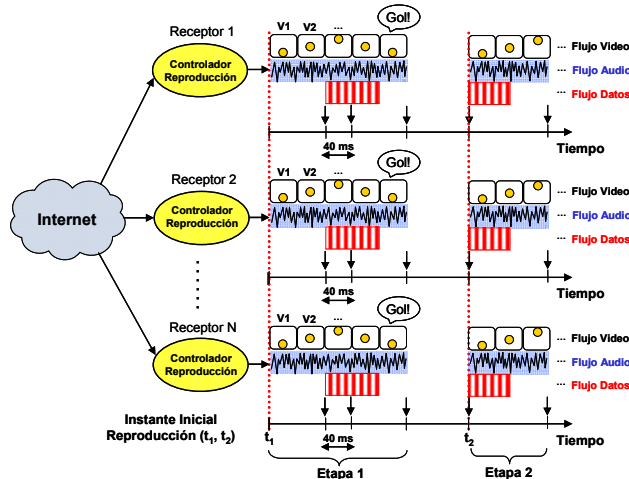 Receptor 1
Controlador
Reproducción
V1 V2 ...
Gol!
... Flujo Video
... Flujo Audio
... Flujo Datos
40 ms
Tiempo
Internet
Receptor 2
Controlador
Reproducción
V1 V2 ...
Gol!
... Flujo Video
... Flujo Audio
... Flujo Datos
40 ms
Tiempo
Receptor N
Controlador
Reproducción
V1 V2 ...
Gol!
... Flujo Video
... Flujo Audio
... Flujo Datos
Instante Inicial
Reproducción (t₁, t₂)
t₁
40 ms
t₂
Tiempo
Etapa 1
Etapa 2